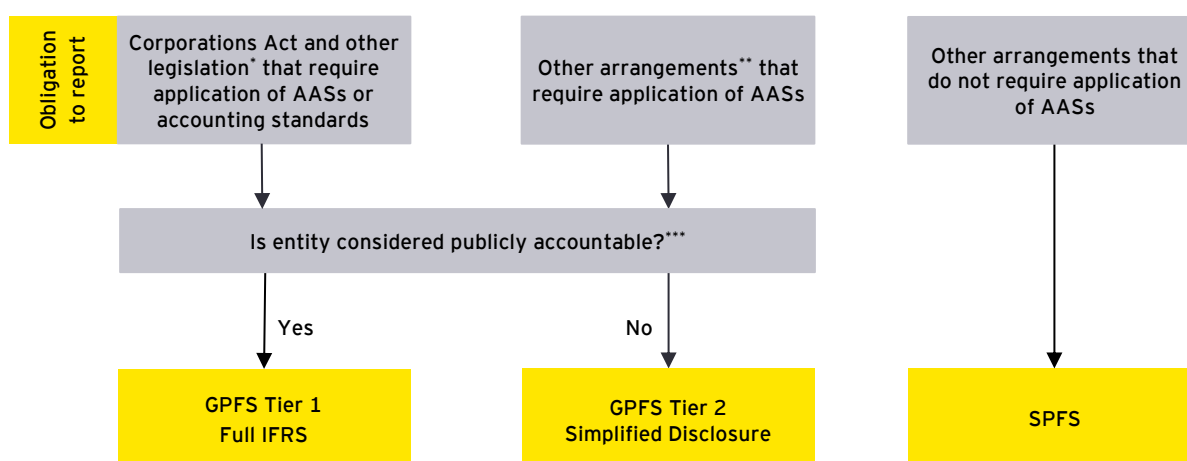 Obligation
to report
Corporations Act and other
legislation* that require
application of AASs or
accounting standards
Other arrangements** that
require application of AASs
Other arrangements that
do not require application
of AASs
Is entity considered publicly accountable?***
Yes
No
GPFS Tier 1
Full IFRS
GPFS Tier 2
Simplified Disclosure
SPFS